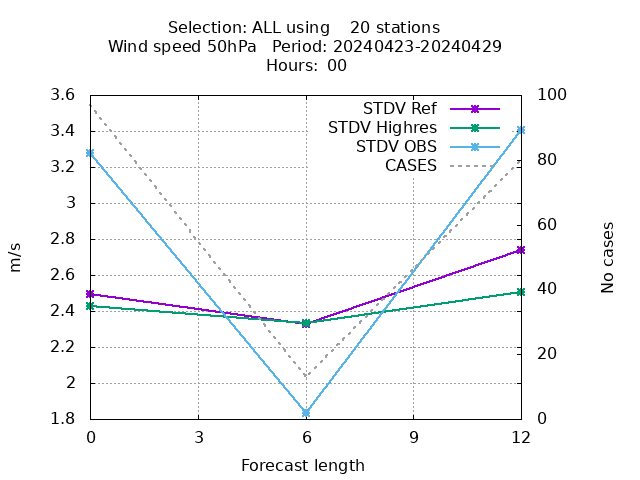 Selection: ALL using    20 stations
Wind speed 50hPa   Period: 20240423-20240429
Hours:  00
STDV Ref
STDV Highres
STDV OBS
CASES
3.6
3.4
3.2
3
2.8
2.6
2.4
2.2
2
1.8
m/s
100
80
60
40
20
0
No cases
0 3 6 9 12
Forecast length